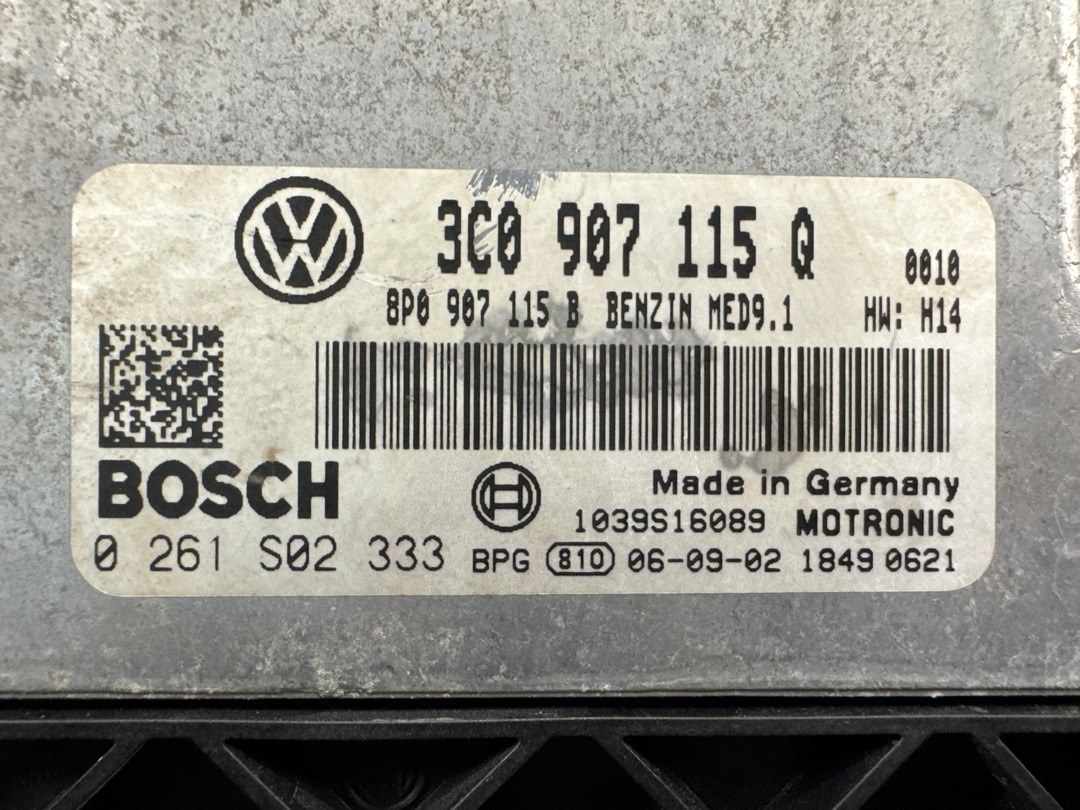 3C0 907 115 Q
0010
8P0 907 115 B BENZIN MED9.1
HW: H14
BOSCH
Made in Germany
1039S16089 MOTRONIC
0 261 S02 333
BPG 810 06-09-02 1849 0621